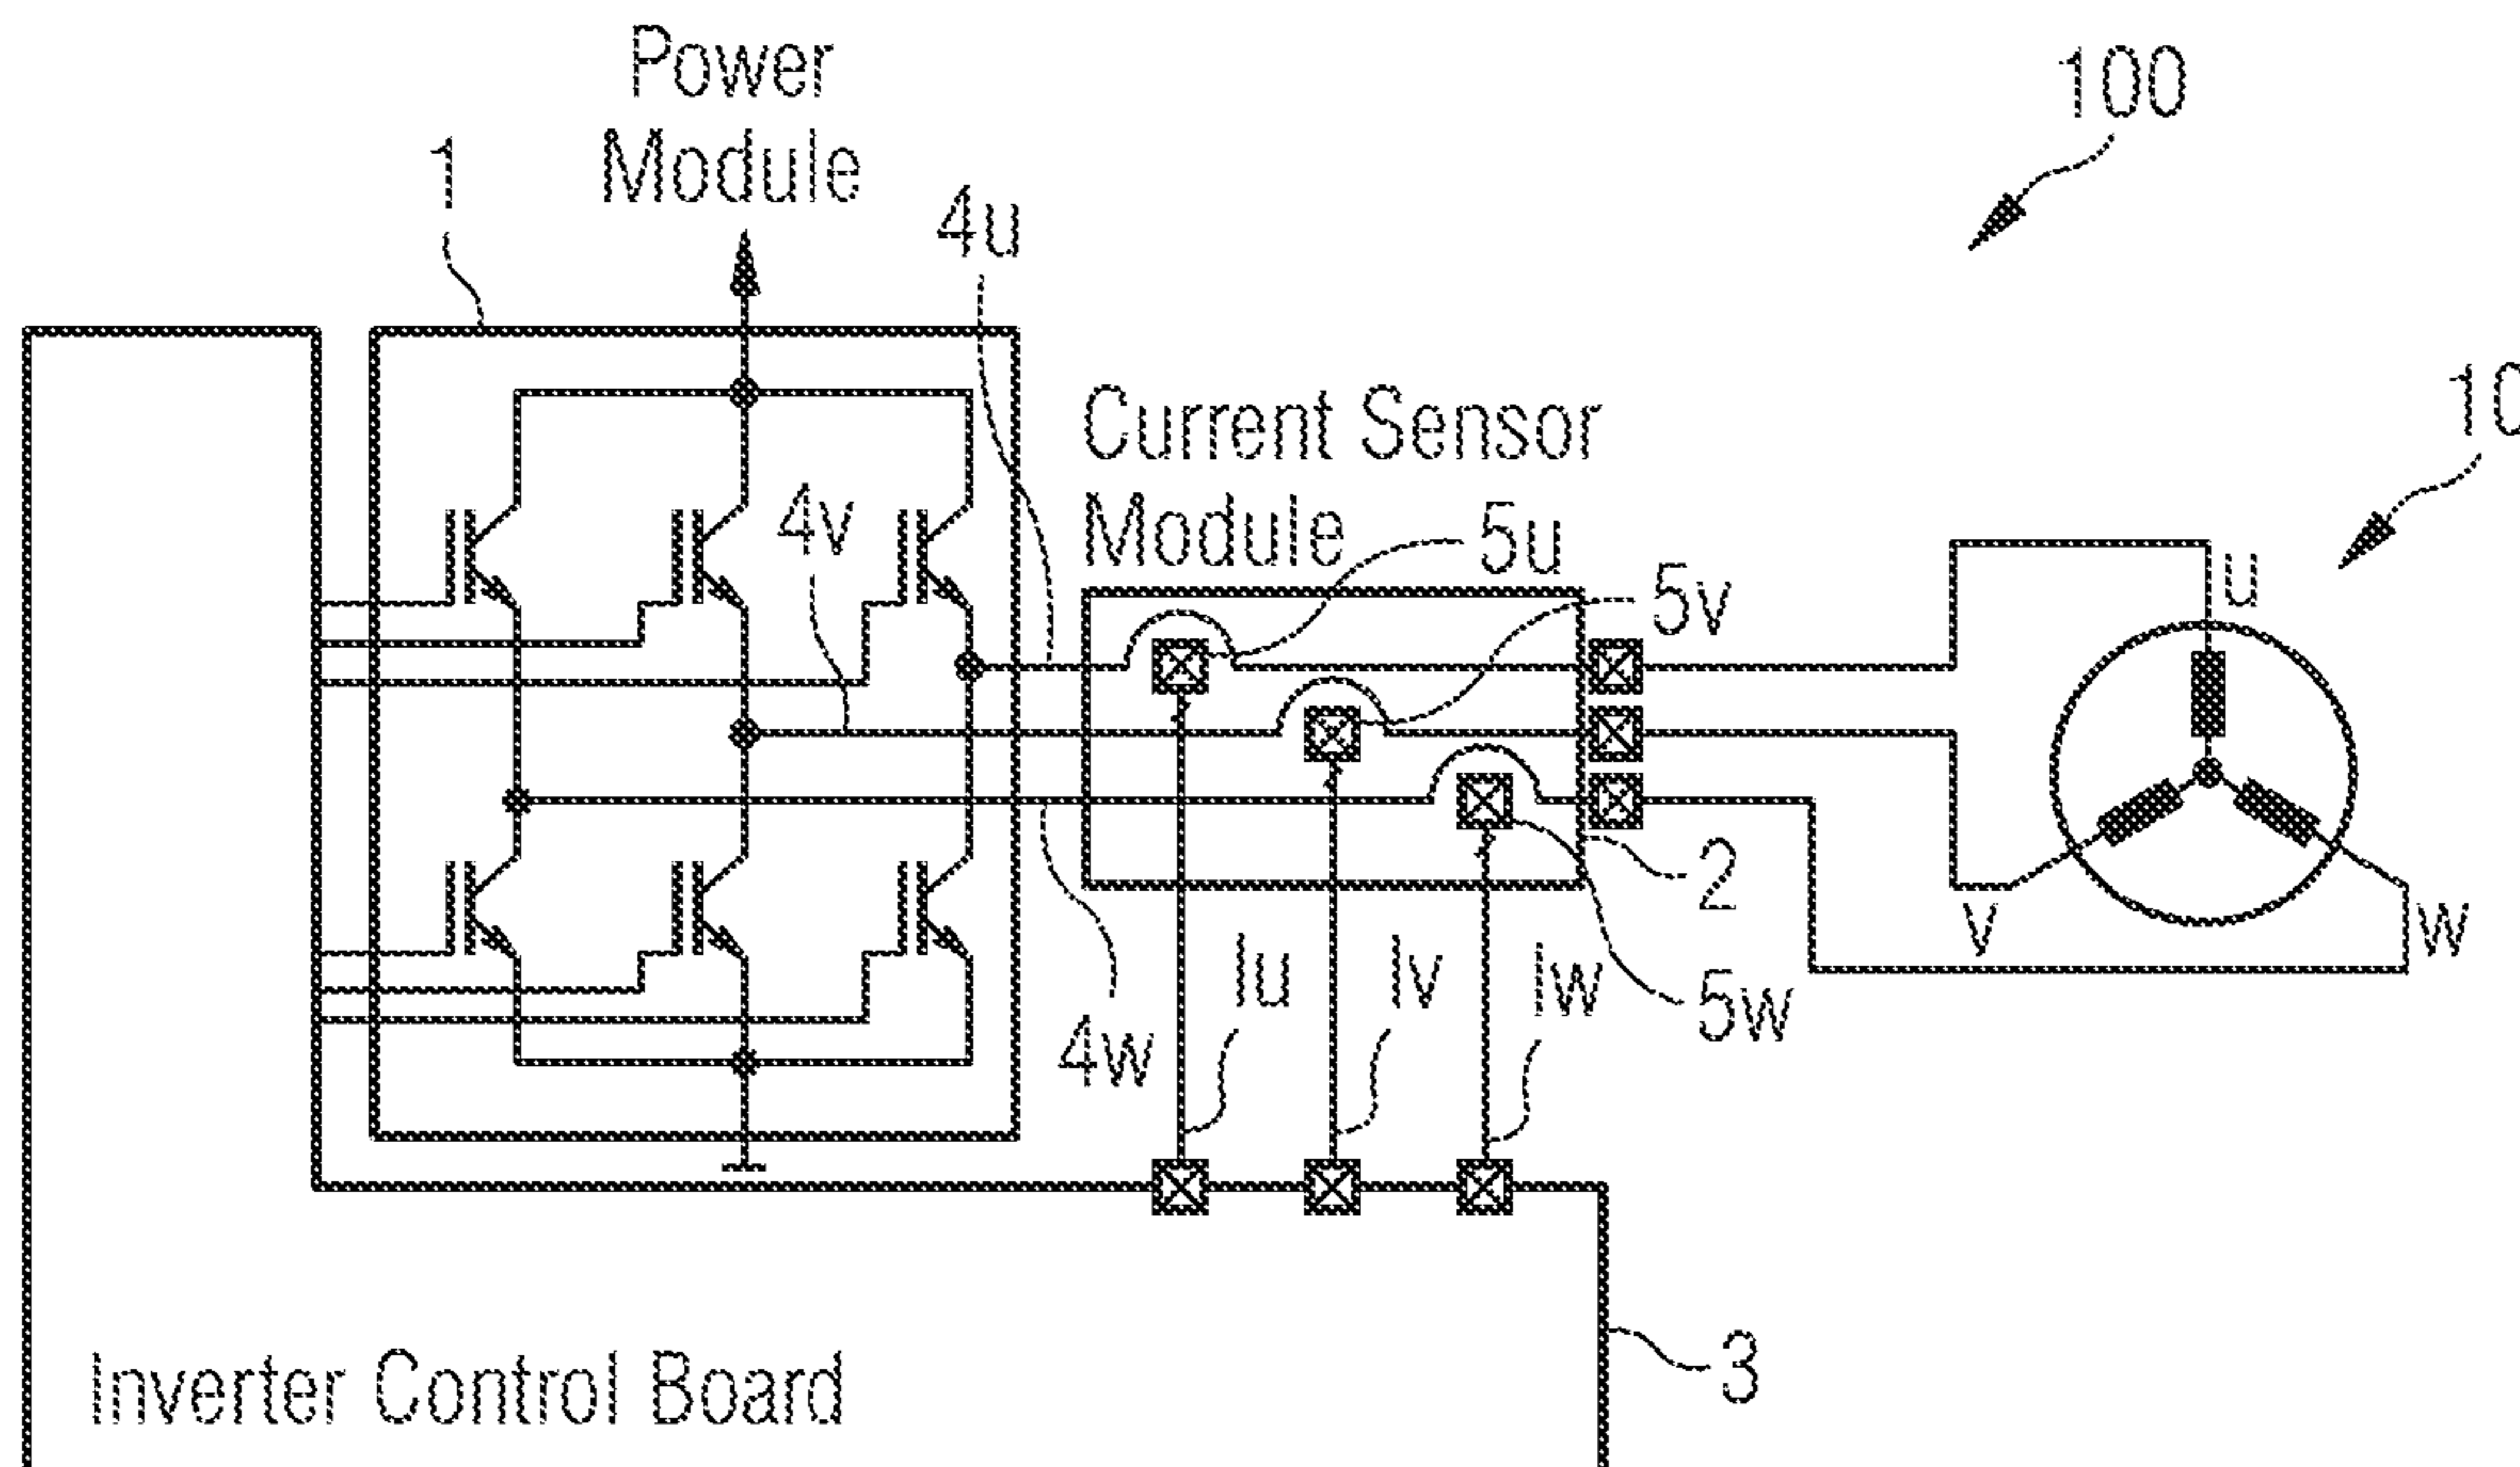 Power
Module
100
1
4u
10
Current Sensor
Module
4v
5u
5v
u
2
v
w
Iu
Iv
Iw
5w
4w
3
Inverter Control Board